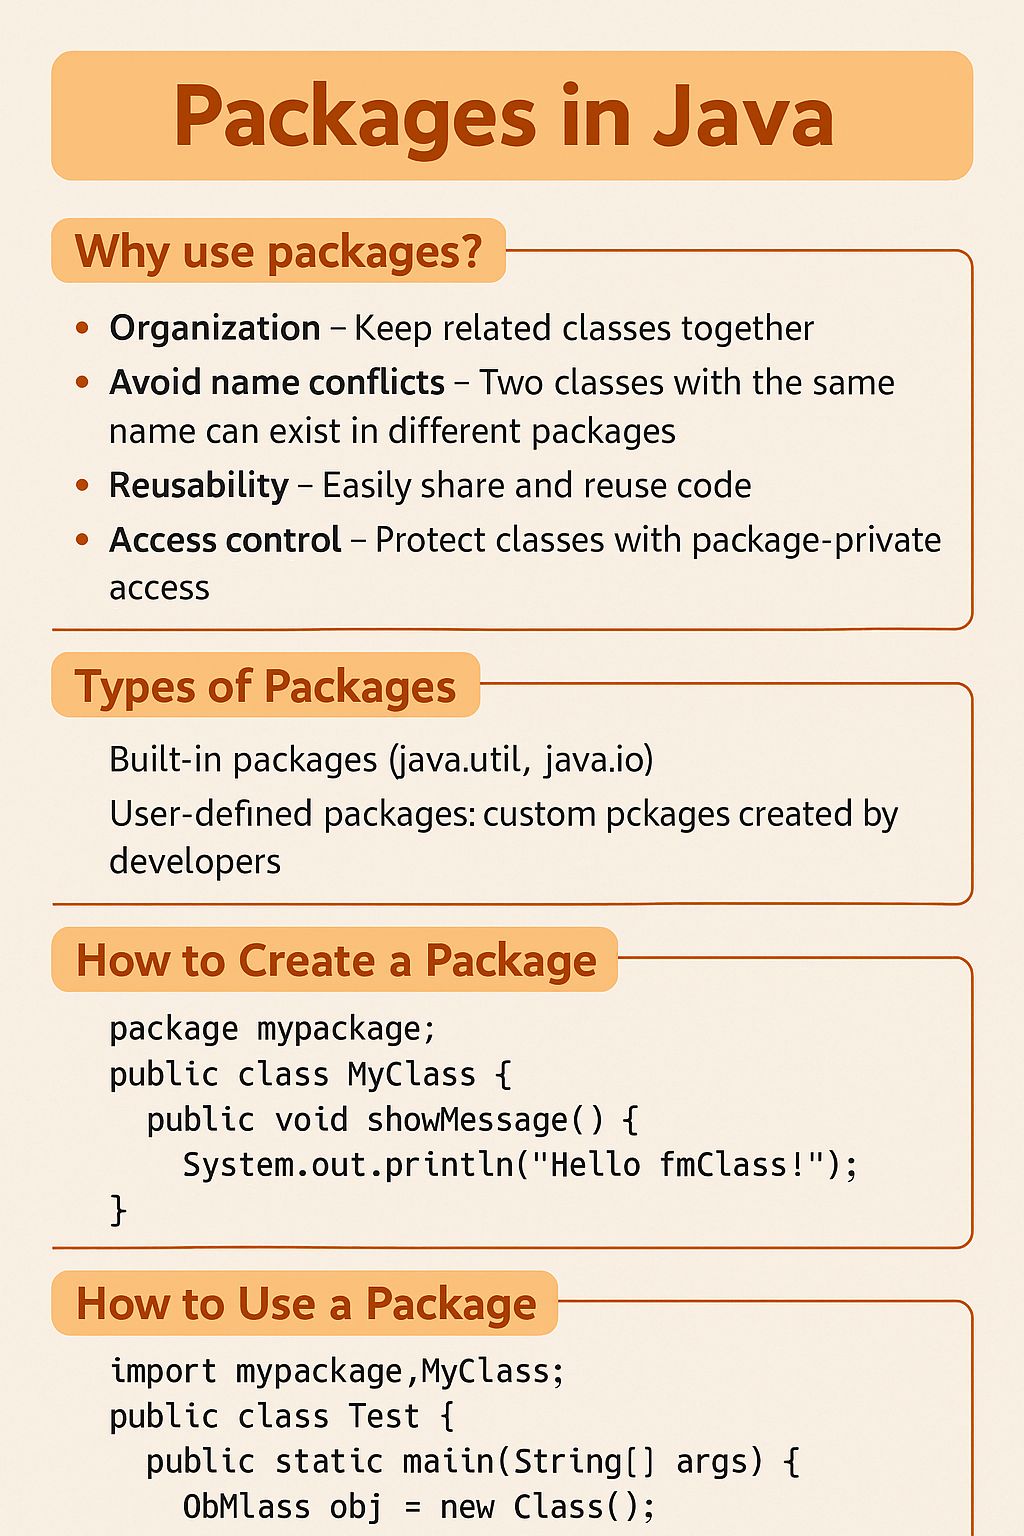 Packages in Java
Why use packages?
• Organization – Keep related classes together
• Avoid name conflicts – Two classes with the same
name can exist in different packages
• Reusability – Easily share and reuse code
• Access control – Protect classes with package-private
access
Types of Packages
Built-in packages (java.util, java.io)
User-defined packages: custom pckages created by
developers
How to Create a Package
package mypackage;
public class MyClass {
  public void showMessage() {
    System.out.println("Hello fmClass!");
}
How to Use a Package
import mypackage,MyClass;
public class Test {
  public static maiin(String[] args) {
    ObMlass obj = new Class();